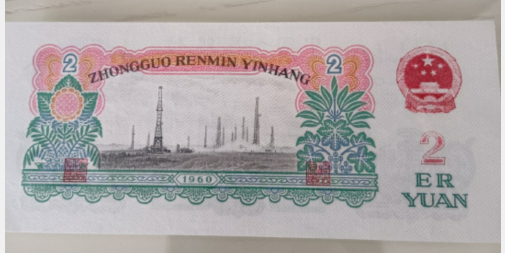 2
2
ZHONGGUO RENMIN YINHANG
1960
2
ER
YUAN